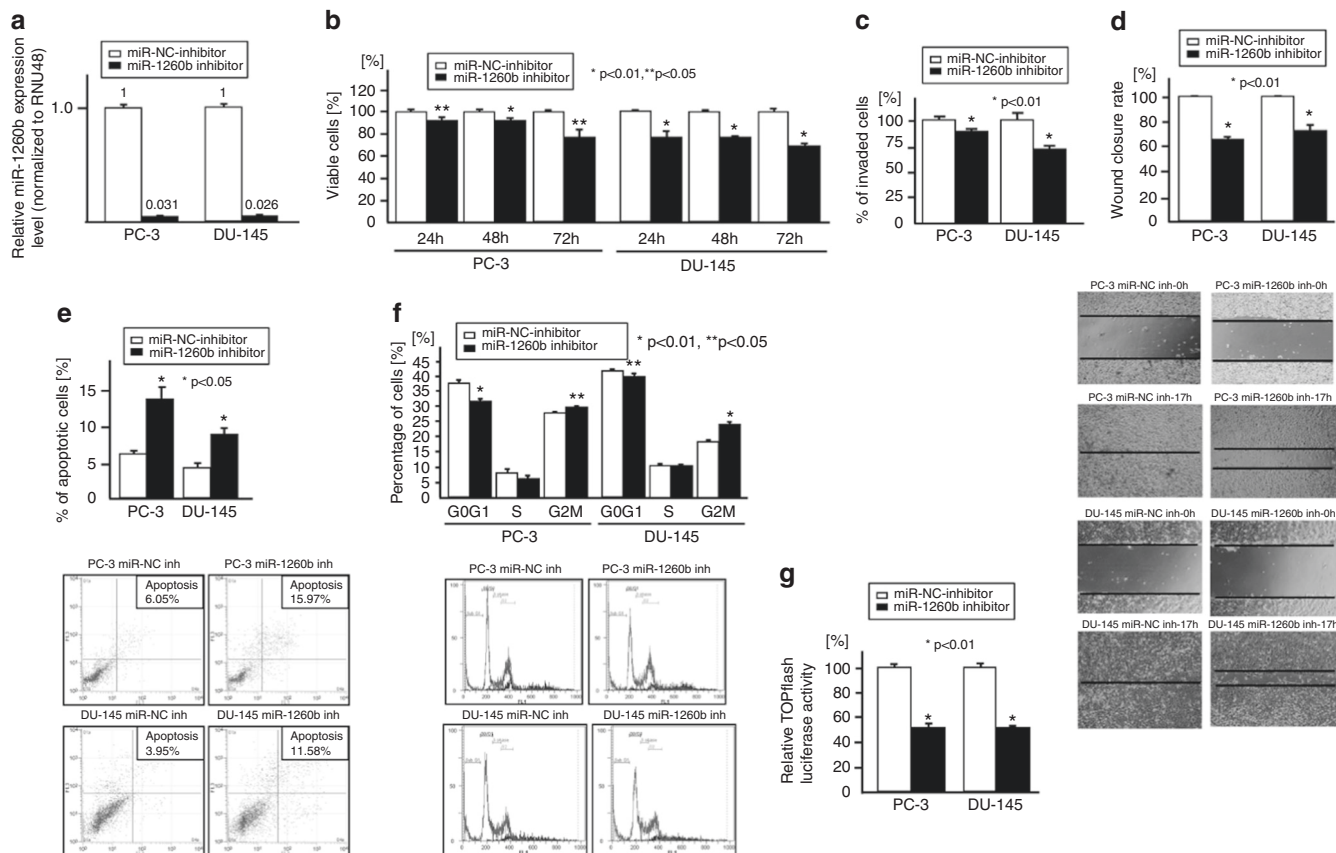 a
miR-NC-inhibitor
miR-1260b inhibitor
Relative miR-1260b expression
level (normalized to RNU48)
1.0
1
0.031
1
0.026
PC-3
DU-145
b
[%]
miR-NC-inhibitor
miR-1260b inhibitor
* p<0.01,**p<0.05
Viable cells [%]
120
100
80
60
40
20
0
**
*
**
*
*
*
24h
48h
72h
24h
48h
72h
PC-3
DU-145
c
miR-NC-inhibitor
miR-1260b inhibitor
[%]
* p<0.01
% of invaded cells
100
75
50
25
0
*
*
PC-3
DU-145
d
miR-NC-inhibitor
miR-1260b inhibitor
[%]
* p<0.01
Wound closure rate
100
80
60
40
20
0
*
*
PC-3
DU-145
PC-3 miR-NC inh-0h
PC-3 miR-1260b inh-0h
PC-3 miR-NC inh-17h
PC-3 miR-1260b inh-17h
DU-145 miR-NC inh-0h
DU-145 miR-1260b inh-0h
DU-145 miR-NC inh-17h
DU-145 miR-1260b inh-17h
e
miR-NC-inhibitor
miR-1260b inhibitor
% of apoptotic cells [%]
* p<0.05
15
10
5
0
*
*
PC-3
DU-145
PC-3 miR-NC inh
PC-3 miR-1260b inh
Apoptosis
6.05%
Apoptosis
15.97%
DU-145 miR-NC inh
DU-145 miR-1260b inh
Apoptosis
3.95%
Apoptosis
11.58%
f
[%]
miR-NC-inhibitor
miR-1260b inhibitor
* p<0.01, **p<0.05
Percentage of cells [%]
45
40
35
30
25
20
15
10
5
0
*
**
**
*
G0G1
S
G2M
G0G1
S
G2M
PC-3
DU-145
PC-3 miR-NC inh
PC-3 miR-1260b inh
DU-145 miR-NC inh
DU-145 miR-1260b inh
g
miR-NC-inhibitor
miR-1260b inhibitor
[%]
* p<0.01
Relative TOPflash
luciferase activity
100
80
60
40
20
0
*
*
PC-3
DU-145